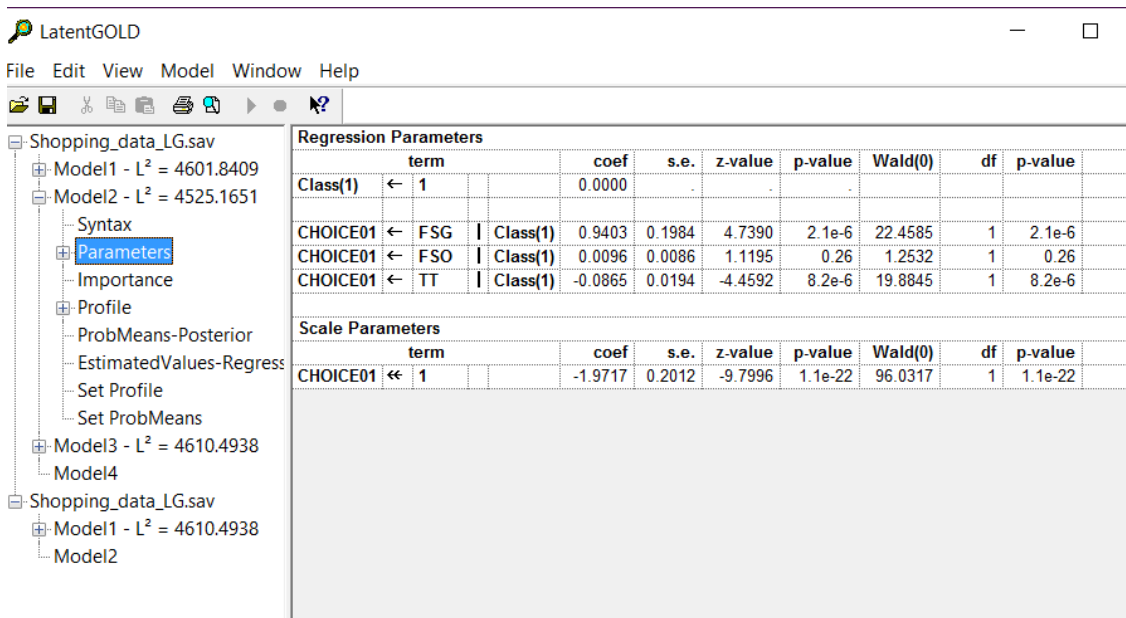 LatentGOLD
File Edit View Model Window Help
Shopping_data_LG.sav
Model1 - L² = 4601.8409
Model2 - L² = 4525.1651
Syntax
Parameters
Importance
Profile
ProbMeans-Posterior
EstimatedValues-Regress
Set Profile
Set ProbMeans
Model3 - L² = 4610.4938
Model4
Shopping_data_LG.sav
Model1 - L² = 4610.4938
Model2
Regression Parameters
term coef s.e. z-value p-value Wald(0) df p-value
Class(1) ← 1 0.0000 . . .
CHOICE01 ← FSG | Class(1) 0.9403 0.1984 4.7390 2.1e-6 22.4585 1 2.1e-6
CHOICE01 ← FSO | Class(1) 0.0096 0.0086 1.1195 0.26 1.2532 1 0.26
CHOICE01 ← TT | Class(1) -0.0865 0.0194 -4.4592 8.2e-6 19.8845 1 8.2e-6
Scale Parameters
term coef s.e. z-value p-value Wald(0) df p-value
CHOICE01 « 1 -1.9717 0.2012 -9.7996 1.1e-22 96.0317 1 1.1e-22